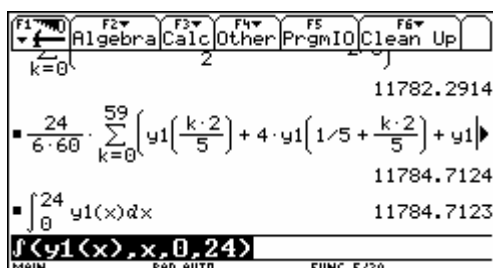 F1 F2 F3 F4 F5 F6
Algebra Calc Other PrgmIO Clean Up
k=0 2
11782.2914
24/(6·60) · 59 Σ k=0 (y1(k·2/5) + 4·y1(1/5 + k·2/5) + y1
11784.7124
∫ 24 0 y1(x)dx 11784.7123
∫(y1(x),x,0,24)
MAIN RAD AUTO FUNC 5/30